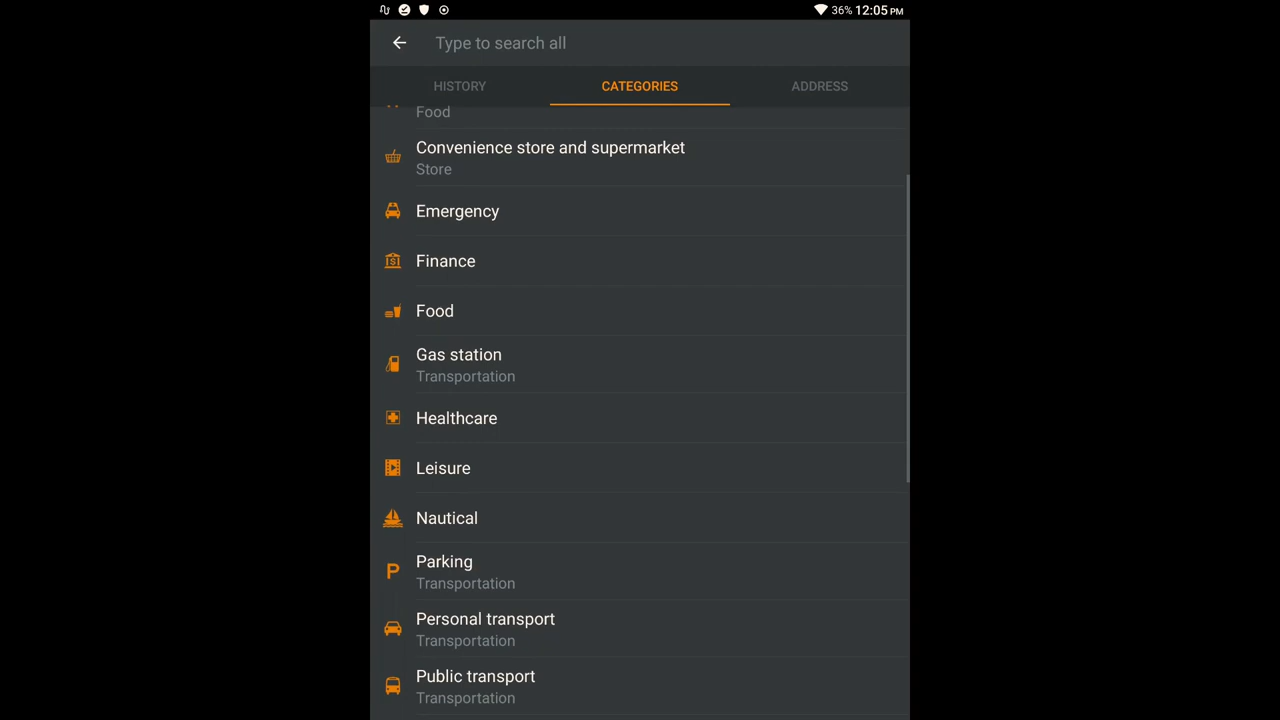 36% 12:05 PM
Type to search all
HISTORY CATEGORIES ADDRESS
Food
Convenience store and supermarket
Store
Emergency
Finance
Food
Gas station
Transportation
Healthcare
Leisure
Nautical
P Parking
Transportation
Personal transport
Transportation
Public transport
Transportation